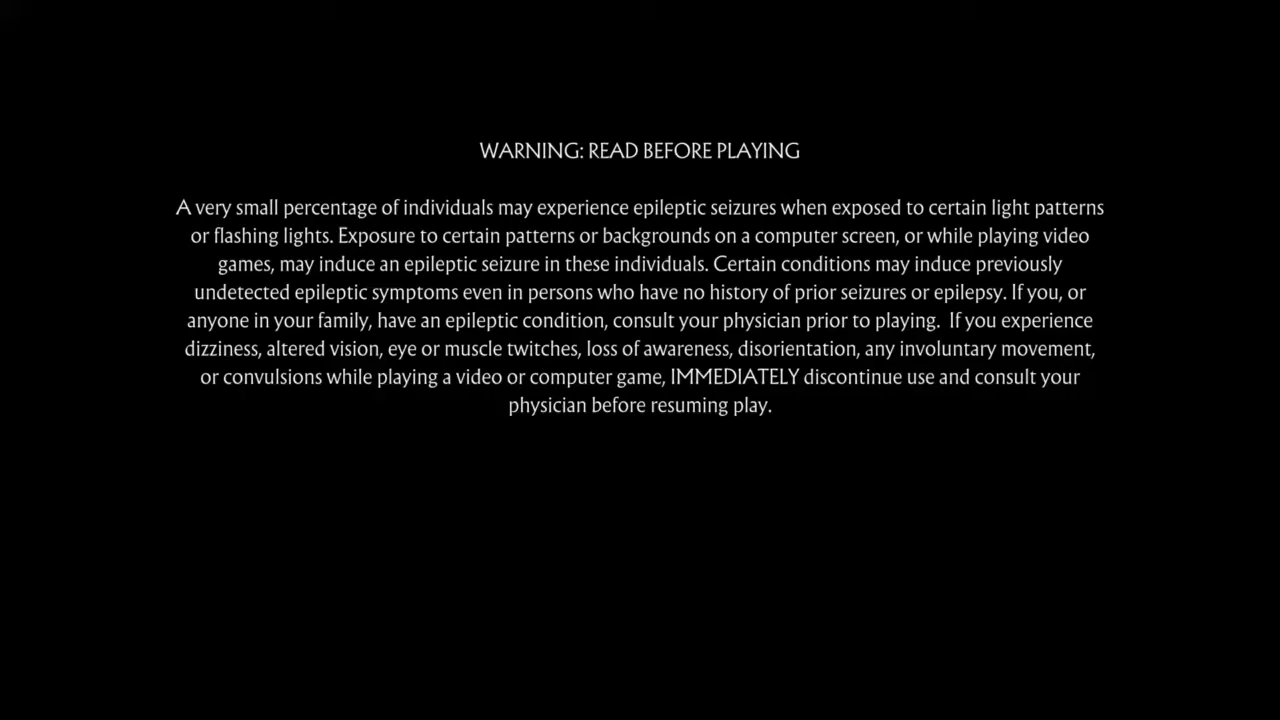 WARNING: READ BEFORE PLAYING
A very small percentage of individuals may experience epileptic seizures when exposed to certain light patterns
or flashing lights. Exposure to certain patterns or backgrounds on a computer screen, or while playing video
games, may induce an epileptic seizure in these individuals. Certain conditions may induce previously
undetected epileptic symptoms even in persons who have no history of prior seizures or epilepsy. If you, or
anyone in your family, have an epileptic condition, consult your physician prior to playing.  If you experience
dizziness, altered vision, eye or muscle twitches, loss of awareness, disorientation, any involuntary movement,
or convulsions while playing a video or computer game, IMMEDIATELY discontinue use and consult your
physician before resuming play.